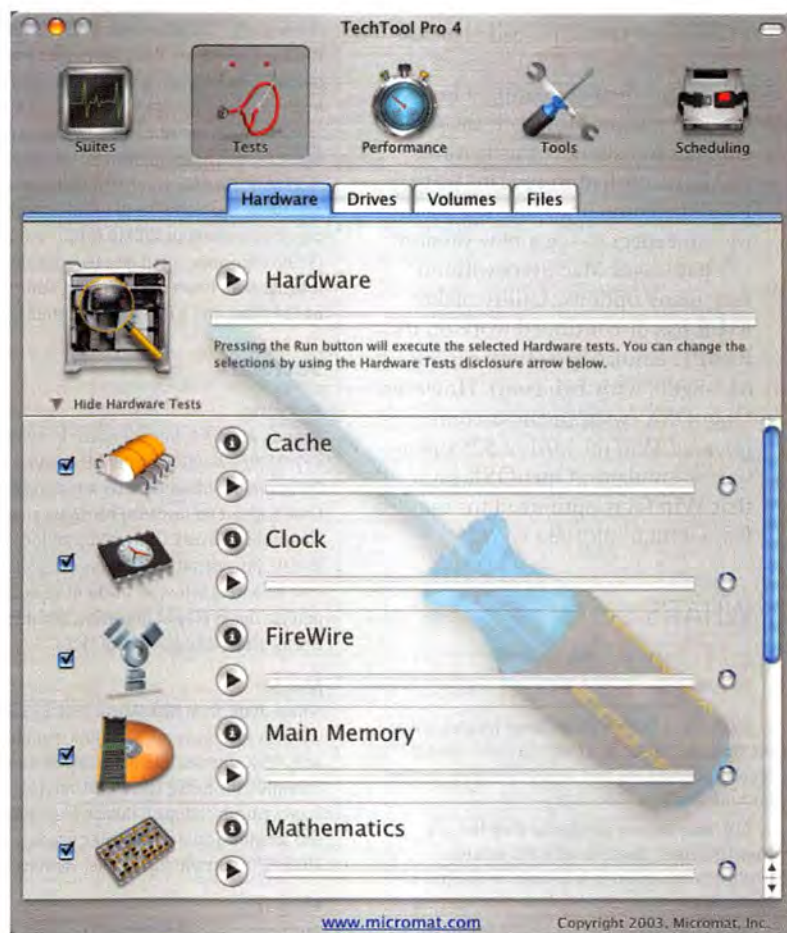 TechTool Pro 4
Suites
Tests
Performance
Tools
Scheduling
Hardware
Drives
Volumes
Files
Hardware
Pressing the Run button will execute the selected Hardware tests. You can change the
selections by using the Hardware Tests disclosure arrow below.
Hide Hardware Tests
Cache
Clock
FireWire
Main Memory
Mathematics
www.micromat.com
Copyright 2003, Micromat, Inc.